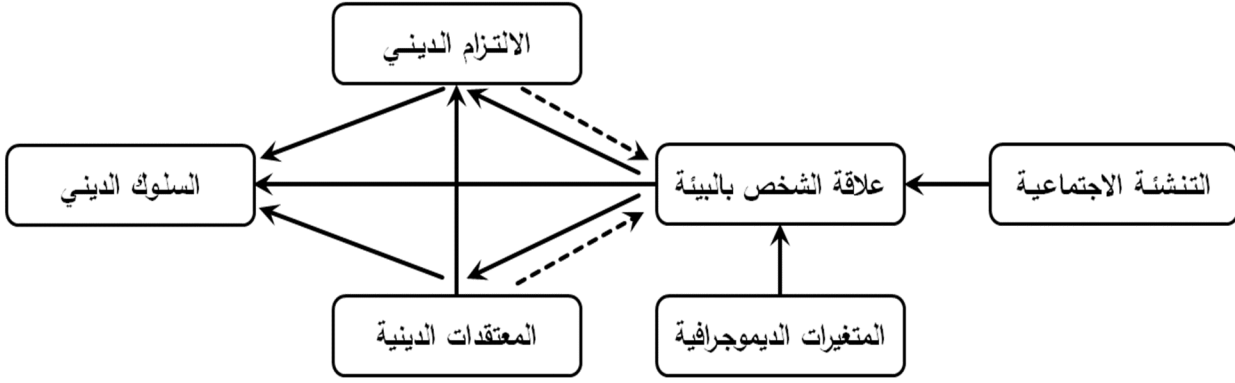 الالتزام الديني
التنشئة الاجتماعية
علاقة الشخص بالبيئة
السلوك الديني
المتغيرات الديموجرافية
المعتقدات الدينية